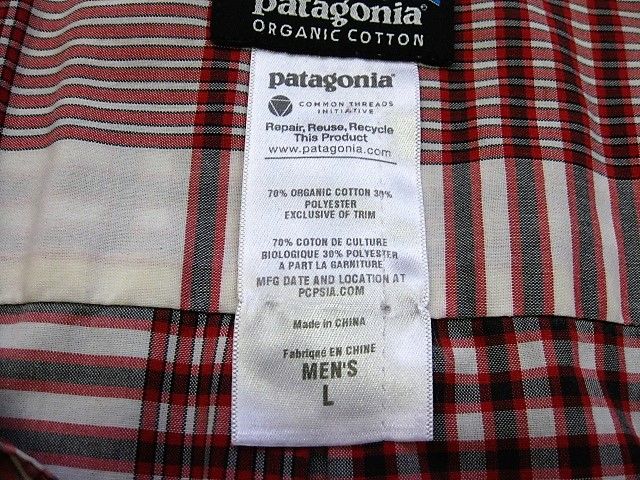 patagonia®
ORGANIC COTTON
patagonia®
COMMON THREADS
INITIATIVE
Repair, Reuse, Recycle
This Product
www.patagonia.com
70% ORGANIC COTTON 30%
POLYESTER
EXCLUSIVE OF TRIM
70% COTON DE CULTURE
BIOLOGIQUE 30% POLYESTER
A PART LA GARNITURE
MFG DATE AND LOCATION AT
PCPSIA.COM
Made in CHINA
Fabriqué EN CHINE
MEN'S
L